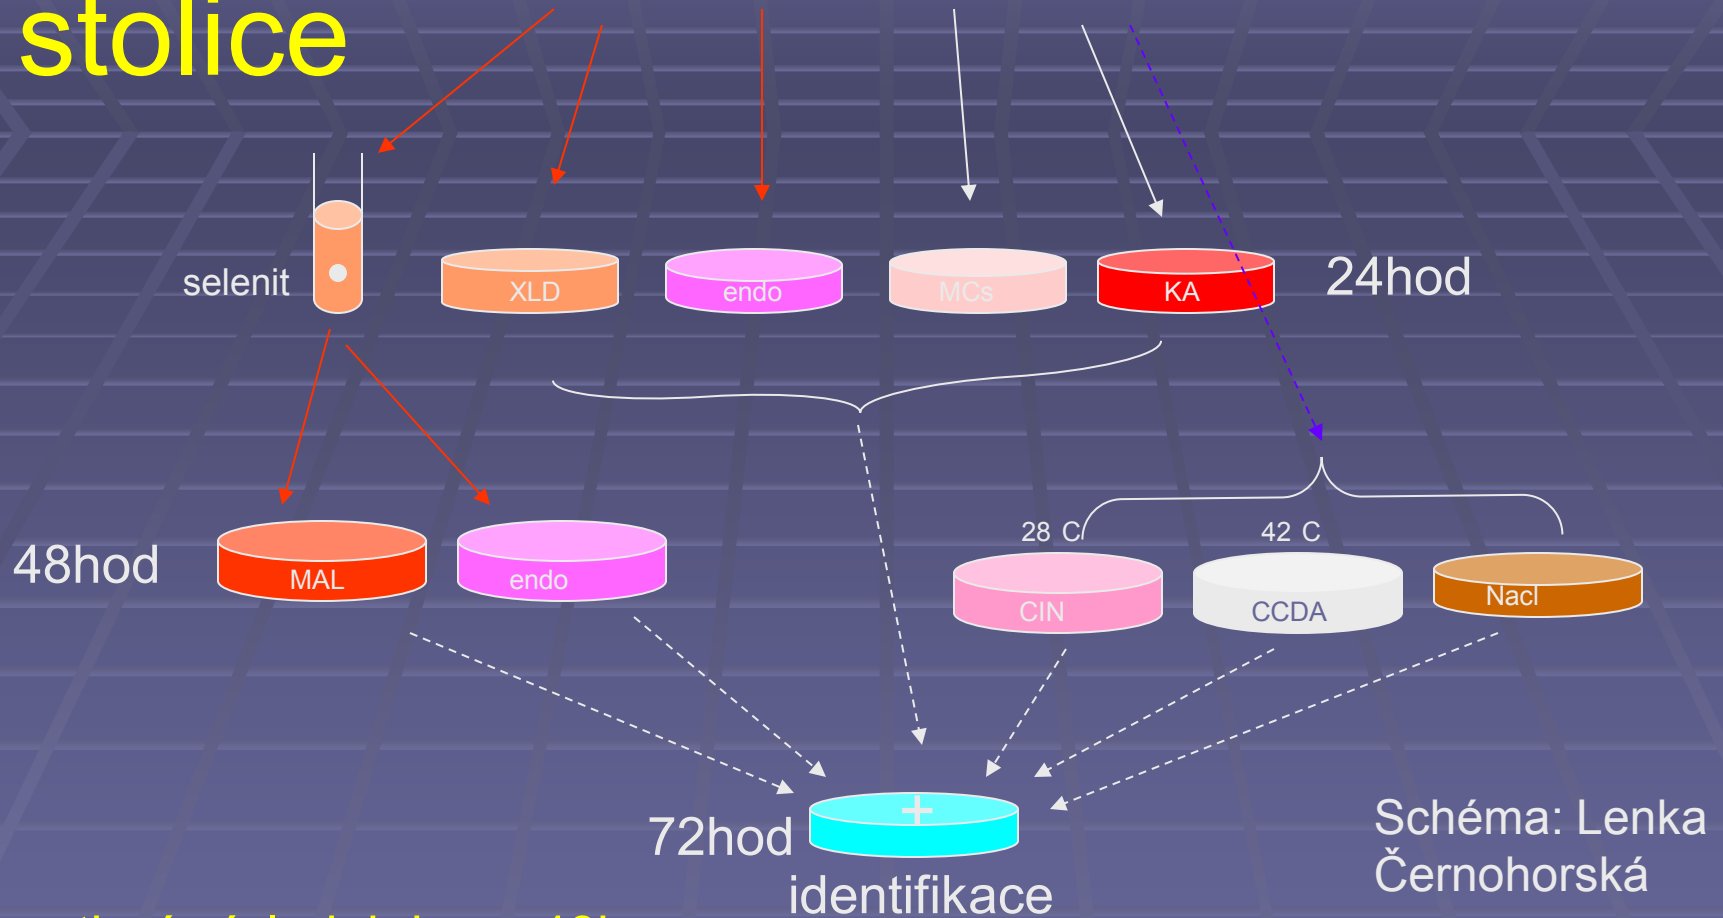 stolice
selenit
XLD
endo
MCs
KA
24hod
28 C
42 C
48hod
MAL
endo
CIN
CCDA
Nacl
+
72hod
identifikace
Schéma: Lenka
Černohorská